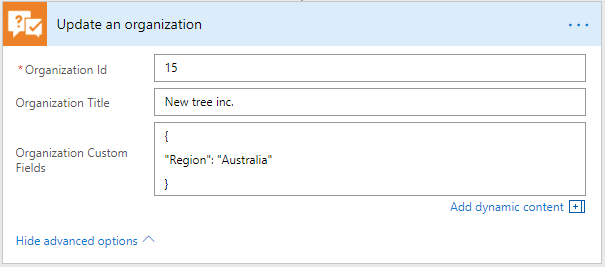 Update an organization
* Organization Id
15
Organization Title
New tree inc.
Organization Custom
Fields
{
"Region": "Australia"
}
Add dynamic content
Hide advanced options